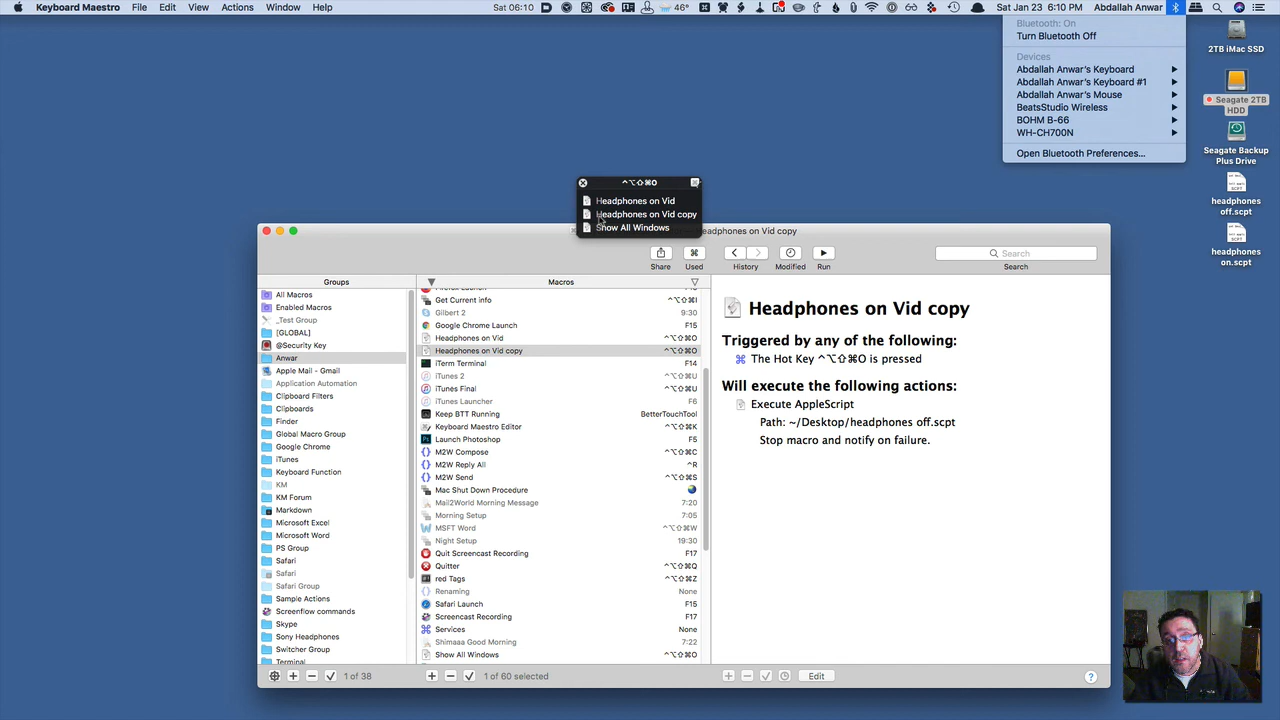 Keyboard Maestro File Edit View Actions Window Help
Sat 06:10
46°
Sat Jan 23 6:10 PM
Abdallah Anwar
Bluetooth: On
Turn Bluetooth Off
Devices
Abdallah Anwar's Keyboard
Abdallah Anwar's Keyboard #1
Abdallah Anwar's Mouse
BeatsStudio Wireless
BOHM B-66
WH-CH700N
Open Bluetooth Preferences...
2TB iMac SSD
Seagate 2TB
HDD
Seagate Backup
Plus Drive
headphones
off.scpt
headphones
on.scpt
^⌥⇧⌘O
Headphones on Vid
Headphones on Vid copy
Show All Windows
Headphones on Vid copy
Share
Used
History
Modified
Run
Search
Search
Groups
All Macros
Enabled Macros
_Test Group
[GLOBAL]
@Security Key
Anwar
Apple Mail - Gmail
Application Automation
Clipboard Filters
Clipboards
Finder
Global Macro Group
Google Chrome
iTunes
Keyboard Function
KM
KM Forum
Markdown
Microsoft Excel
Microsoft Word
PS Group
Safari
Safari
Safari Group
Sample Actions
Screenflow commands
Skype
Sony Headphones
Switcher Group
Terminal
1 of 38
Macros
Get Current info ^⌥⇧⌘I
Gilbert 2 9:30
Google Chrome Launch F15
Headphones on Vid ^⌥⇧⌘O
Headphones on Vid copy ^⌥⇧⌘O
iTerm Terminal F14
iTunes 2 ^⌥⇧⌘U
iTunes Final ^⌥⇧⌘U
iTunes Launcher F6
Keep BTT Running BetterTouchTool
Keyboard Maestro Editor ^⌥⇧⌘K
Launch Photoshop F5
M2W Compose ^⌥⇧⌘C
M2W Reply All ^R
M2W Send ^⌥⇧⌘S
Mac Shut Down Procedure
Mail2World Morning Message 7:20
Morning Setup 7:05
MSFT Word ^⌥⇧⌘W
Night Setup 19:30
Quit Screencast Recording F17
Quitter ^⌥⇧⌘Q
red Tags ^⌥⇧⌘Z
Renaming None
Safari Launch F15
Screencast Recording F17
Services None
Shimaaa Good Morning 7:22
Show All Windows ^⌥⇧⌘O
1 of 60 selected
Headphones on Vid copy
Triggered by any of the following:
⌘ The Hot Key ^⌥⇧⌘O is pressed
Will execute the following actions:
Execute AppleScript
Path: ~/Desktop/headphones off.scpt
Stop macro and notify on failure.
Edit
?